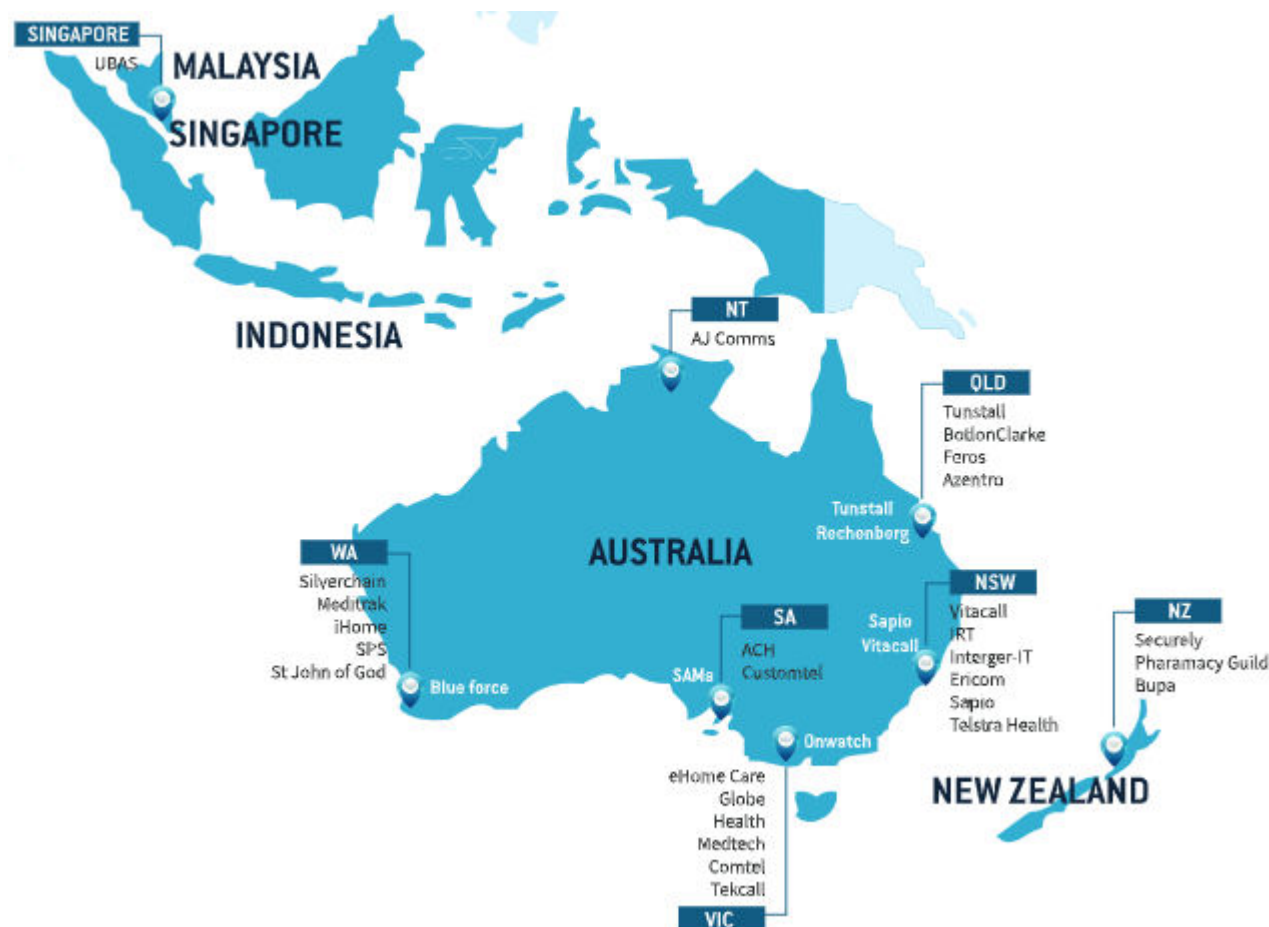 SINGAPORE
UBAS
MALAYSIA
SINGAPORE
INDONESIA
NT
AJ Comms
QLD
Tunstall
BotlonClarke
Feros
Azentro
Tunstall
Rechenberg
AUSTRALIA
WA
Silverchain
Meditrak
iHome
SPS
St John of God
Blue force
SA
ACH
Customtel
SAMs
Sapio
Vitacall
NSW
Vitacall
IRT
Interger-IT
Ericom
Sapio
Telstra Health
NZ
Securely
Pharamacy Guild
Bupa
Onwatch
NEW ZEALAND
eHome Care
Globe
Health
Medtech
Comtel
Tekcall
VIC